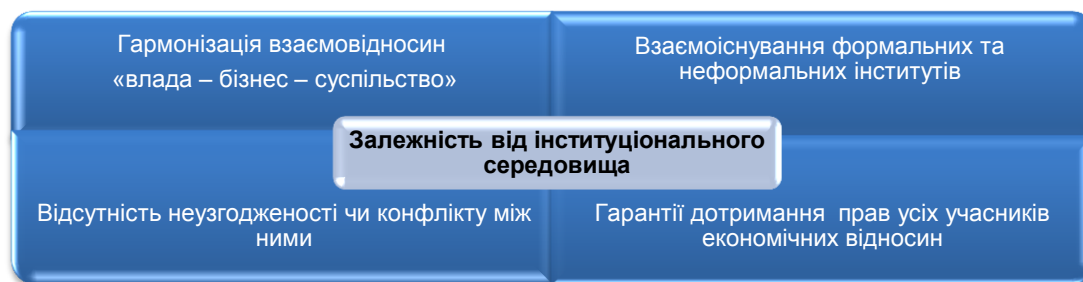 Гармонізація взаємовідносин
«влада – бізнес – суспільство»
Взаємоіснування формальних та
неформальних інститутів
Залежність від інституціонального
середовища
Відсутність неузгодженості чи конфлікту між
ними
Гарантії дотримання прав усіх учасників
економічних відносин